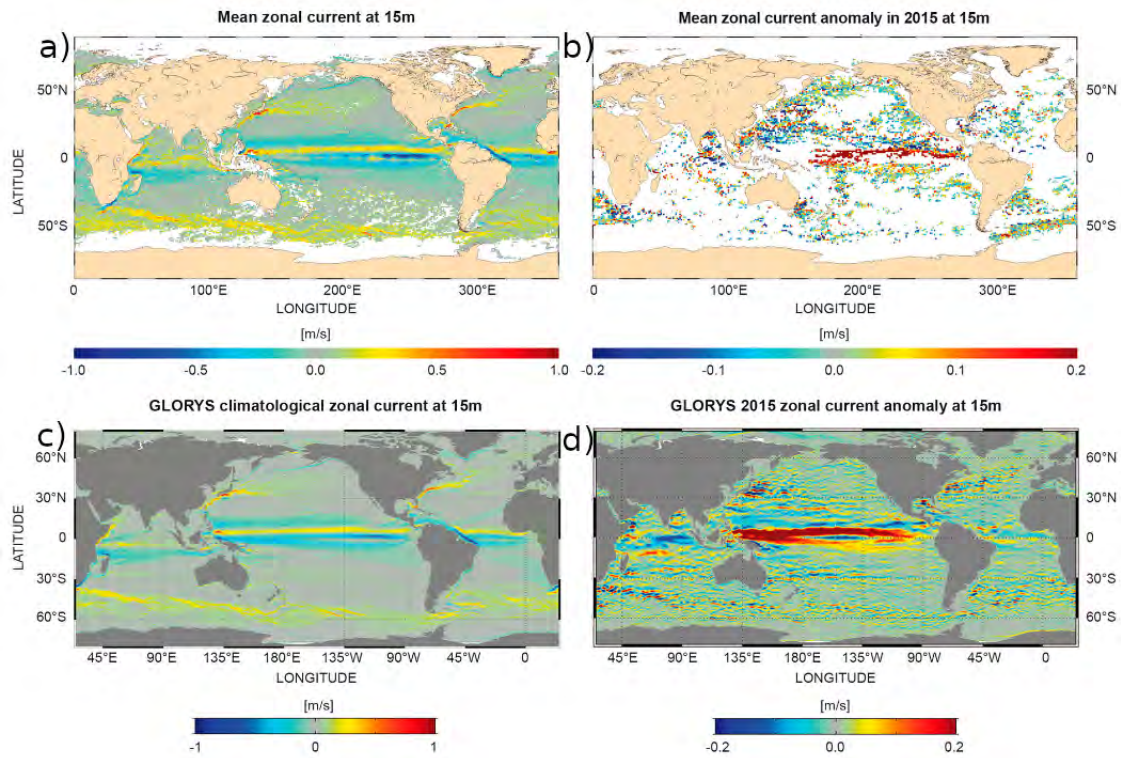 Mean zonal current at 15m
Mean zonal current anomaly in 2015 at 15m
a)
b)
50°N
0
50°S
LATITUDE
50°N
0
50°S
LATITUDE
0 100°E 200°E 300°E
0 100°E 200°E 300°E
LONGITUDE
LONGITUDE
[m/s]
[m/s]
-1.0 -0.5 0.0 0.5 1.0
-0.2 -0.1 0.0 0.1 0.2
GLORYS climatological zonal current at 15m
GLORYS 2015 zonal current anomaly at 15m
c)
d)
60°N
30°N
0
30°S
60°S
LATITUDE
60°N
30°N
0
30°S
60°S
LATITUDE
45°E 90°E 135°E 180°E 135°W 90°W 45°W 0
45°E 90°E 135°E 180°E 135°W 90°W 45°W 0
LONGITUDE
LONGITUDE
[m/s]
[m/s]
-1 0 1
-0.2 0.0 0.2